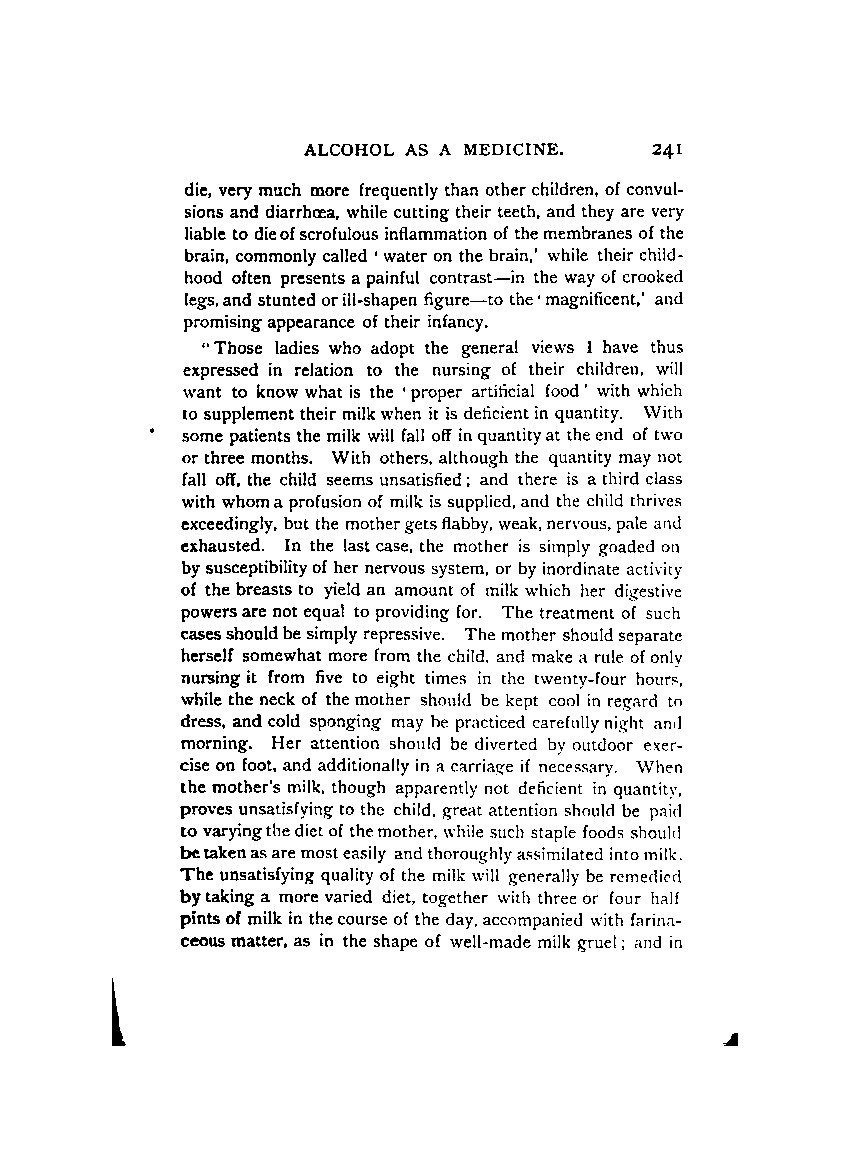 ALCOHOL AS A MEDICINE. 241
die, very much more frequently than other children, of convul-
sions and diarrhœa, while cutting their teeth, and they are very
liable to die of scrofulous inflammation of the membranes of the
brain, commonly called ‘ water on the brain,’ while their child-
hood often presents a painful contrast—in the way of crooked
legs, and stunted or ill-shapen figure—to the ‘ magnificent,’ and
promising appearance of their infancy.
“ Those ladies who adopt the general views I have thus
expressed in relation to the nursing of their children, will
want to know what is the ‘ proper artificial food ’ with which
to supplement their milk when it is deficient in quantity. With
some patients the milk will fall off in quantity at the end of two
or three months. With others, although the quantity may not
fall off, the child seems unsatisfied ; and there is a third class
with whom a profusion of milk is supplied, and the child thrives
exceedingly, but the mother gets flabby, weak, nervous, pale and
exhausted. In the last case, the mother is simply goaded on
by susceptibility of her nervous system, or by inordinate activity
of the breasts to yield an amount of milk which her digestive
powers are not equal to providing for. The treatment of such
cases should be simply repressive. The mother should separate
herself somewhat more from the child, and make a rule of only
nursing it from five to eight times in the twenty-four hours,
while the neck of the mother should be kept cool in regard to
dress, and cold sponging may be practiced carefully night and
morning. Her attention should be diverted by outdoor exer-
cise on foot, and additionally in a carriage if necessary. When
the mother's milk, though apparently not deficient in quantity,
proves unsatisfying to the child, great attention should be paid
to varying the diet of the mother, while such staple foods should
be taken as are most easily and thoroughly assimilated into milk.
The unsatisfying quality of the milk will generally be remedied
by taking a more varied diet, together with three or four half
pints of milk in the course of the day, accompanied with farina-
ceous matter, as in the shape of well-made milk gruel ; and in